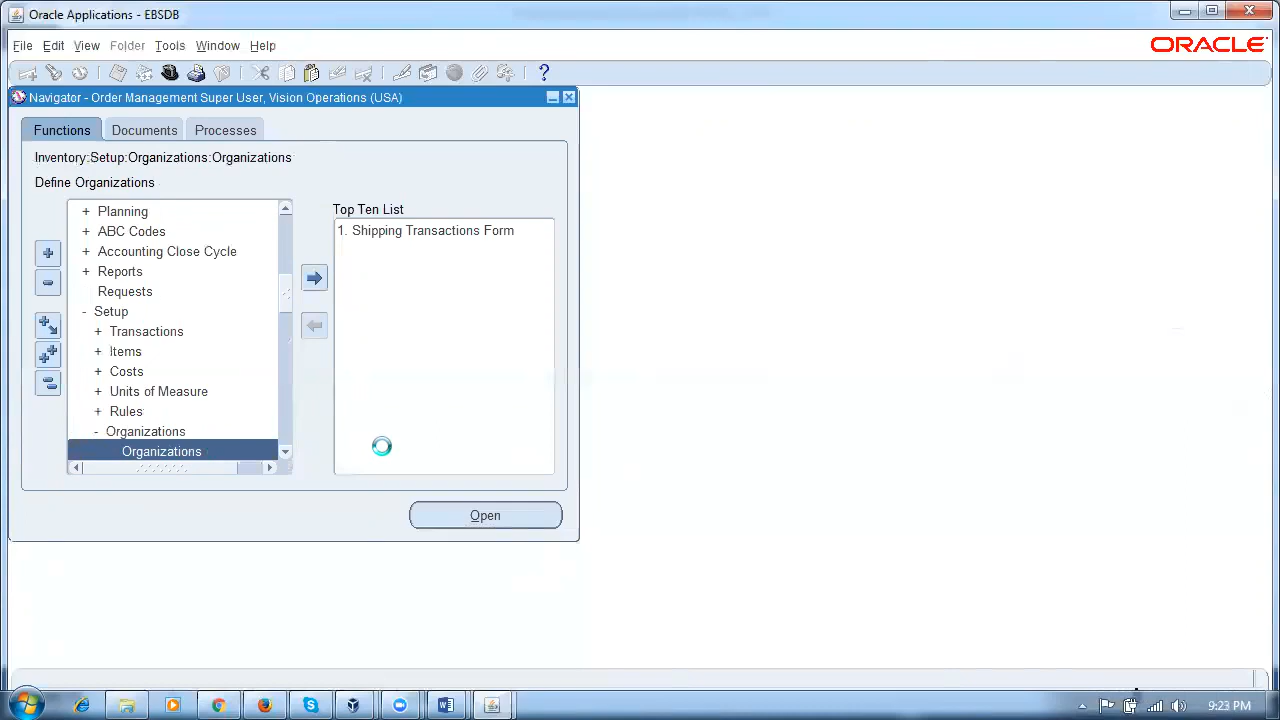 Oracle Applications - EBSDB
File Edit View Folder Tools Window Help
ORACLE
?
Navigator - Order Management Super User, Vision Operations (USA)
Functions Documents Processes
Inventory:Setup:Organizations:Organizations
Define Organizations
+ Planning
+ ABC Codes
+ Accounting Close Cycle
+ Reports
Requests
- Setup
+ Transactions
+ Items
+ Costs
+ Units of Measure
+ Rules
- Organizations
Organizations
Top Ten List
1. Shipping Transactions Form
Open
9:23 PM